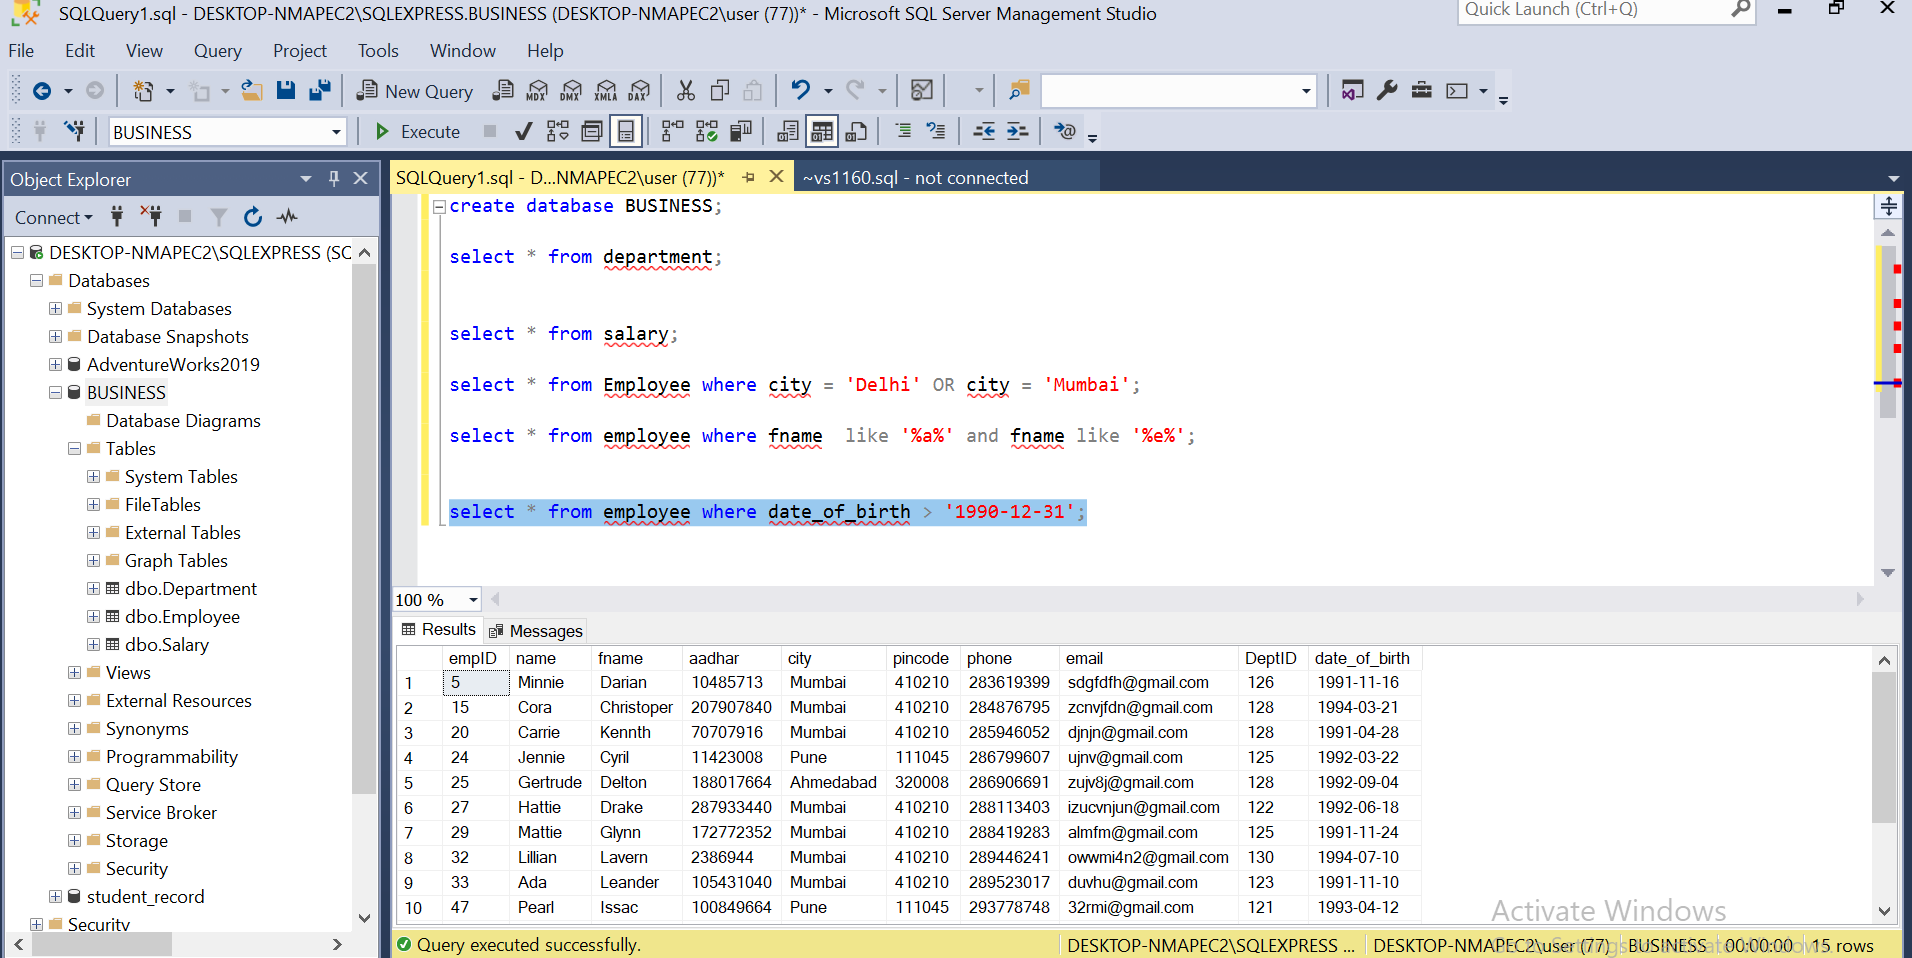 SQLQuery1.sql - DESKTOP-NMAPEC2\SQLEXPRESS.BUSINESS (DESKTOP-NMAPEC2\user (77))* - Microsoft SQL Server Management Studio
Quick Launch (Ctrl+Q)
File Edit View Query Project Tools Window Help
New Query MDX DMX XMLA DAX
BUSINESS Execute
Object Explorer
SQLQuery1.sql - D...NMAPEC2\user (77))* ~vs1160.sql - not connected
Connect
DESKTOP-NMAPEC2\SQLEXPRESS (SC
Databases
System Databases
Database Snapshots
AdventureWorks2019
BUSINESS
Database Diagrams
Tables
System Tables
FileTables
External Tables
Graph Tables
dbo.Department
dbo.Employee
dbo.Salary
Views
External Resources
Synonyms
Programmability
Query Store
Service Broker
Storage
Security
student_record
Security
create database BUSINESS;
select * from department;
select * from salary;
select * from Employee where city = 'Delhi' OR city = 'Mumbai';
select * from employee where fname  like '%a%' and fname like '%e%';
select * from employee where date_of_birth > '1990-12-31';
100 %
Results Messages
empID name fname aadhar city pincode phone email DeptID date_of_birth
1 5 Minnie Darian 10485713 Mumbai 410210 283619399 sdgfdfh@gmail.com 126 1991-11-16
2 15 Cora Christoper 207907840 Mumbai 410210 284876795 zcnvjfdn@gmail.com 128 1994-03-21
3 20 Carrie Kennth 70707916 Mumbai 410210 285946052 djnjn@gmail.com 128 1991-04-28
4 24 Jennie Cyril 11423008 Pune 111045 286799607 ujnv@gmail.com 125 1992-03-22
5 25 Gertrude Delton 188017664 Ahmedabad 320008 286906691 zujv8j@gmail.com 128 1992-09-04
6 27 Hattie Drake 287933440 Mumbai 410210 288113403 izucvnjun@gmail.com 122 1992-06-18
7 29 Mattie Glynn 172772352 Mumbai 410210 288419283 almfm@gmail.com 125 1991-11-24
8 32 Lillian Lavern 2386944 Mumbai 410210 289446241 owwmi4n2@gmail.com 130 1994-07-10
9 33 Ada Leander 105431040 Mumbai 410210 289523017 duvhu@gmail.com 123 1991-11-10
10 47 Pearl Issac 100849664 Pune 111045 293778748 32rmi@gmail.com 121 1993-04-12
Activate Windows
Go to Settings to activate Windows.
Query executed successfully. DESKTOP-NMAPEC2\SQLEXPRESS ... DESKTOP-NMAPEC2\user (77) BUSINESS 00:00:00 15 rows